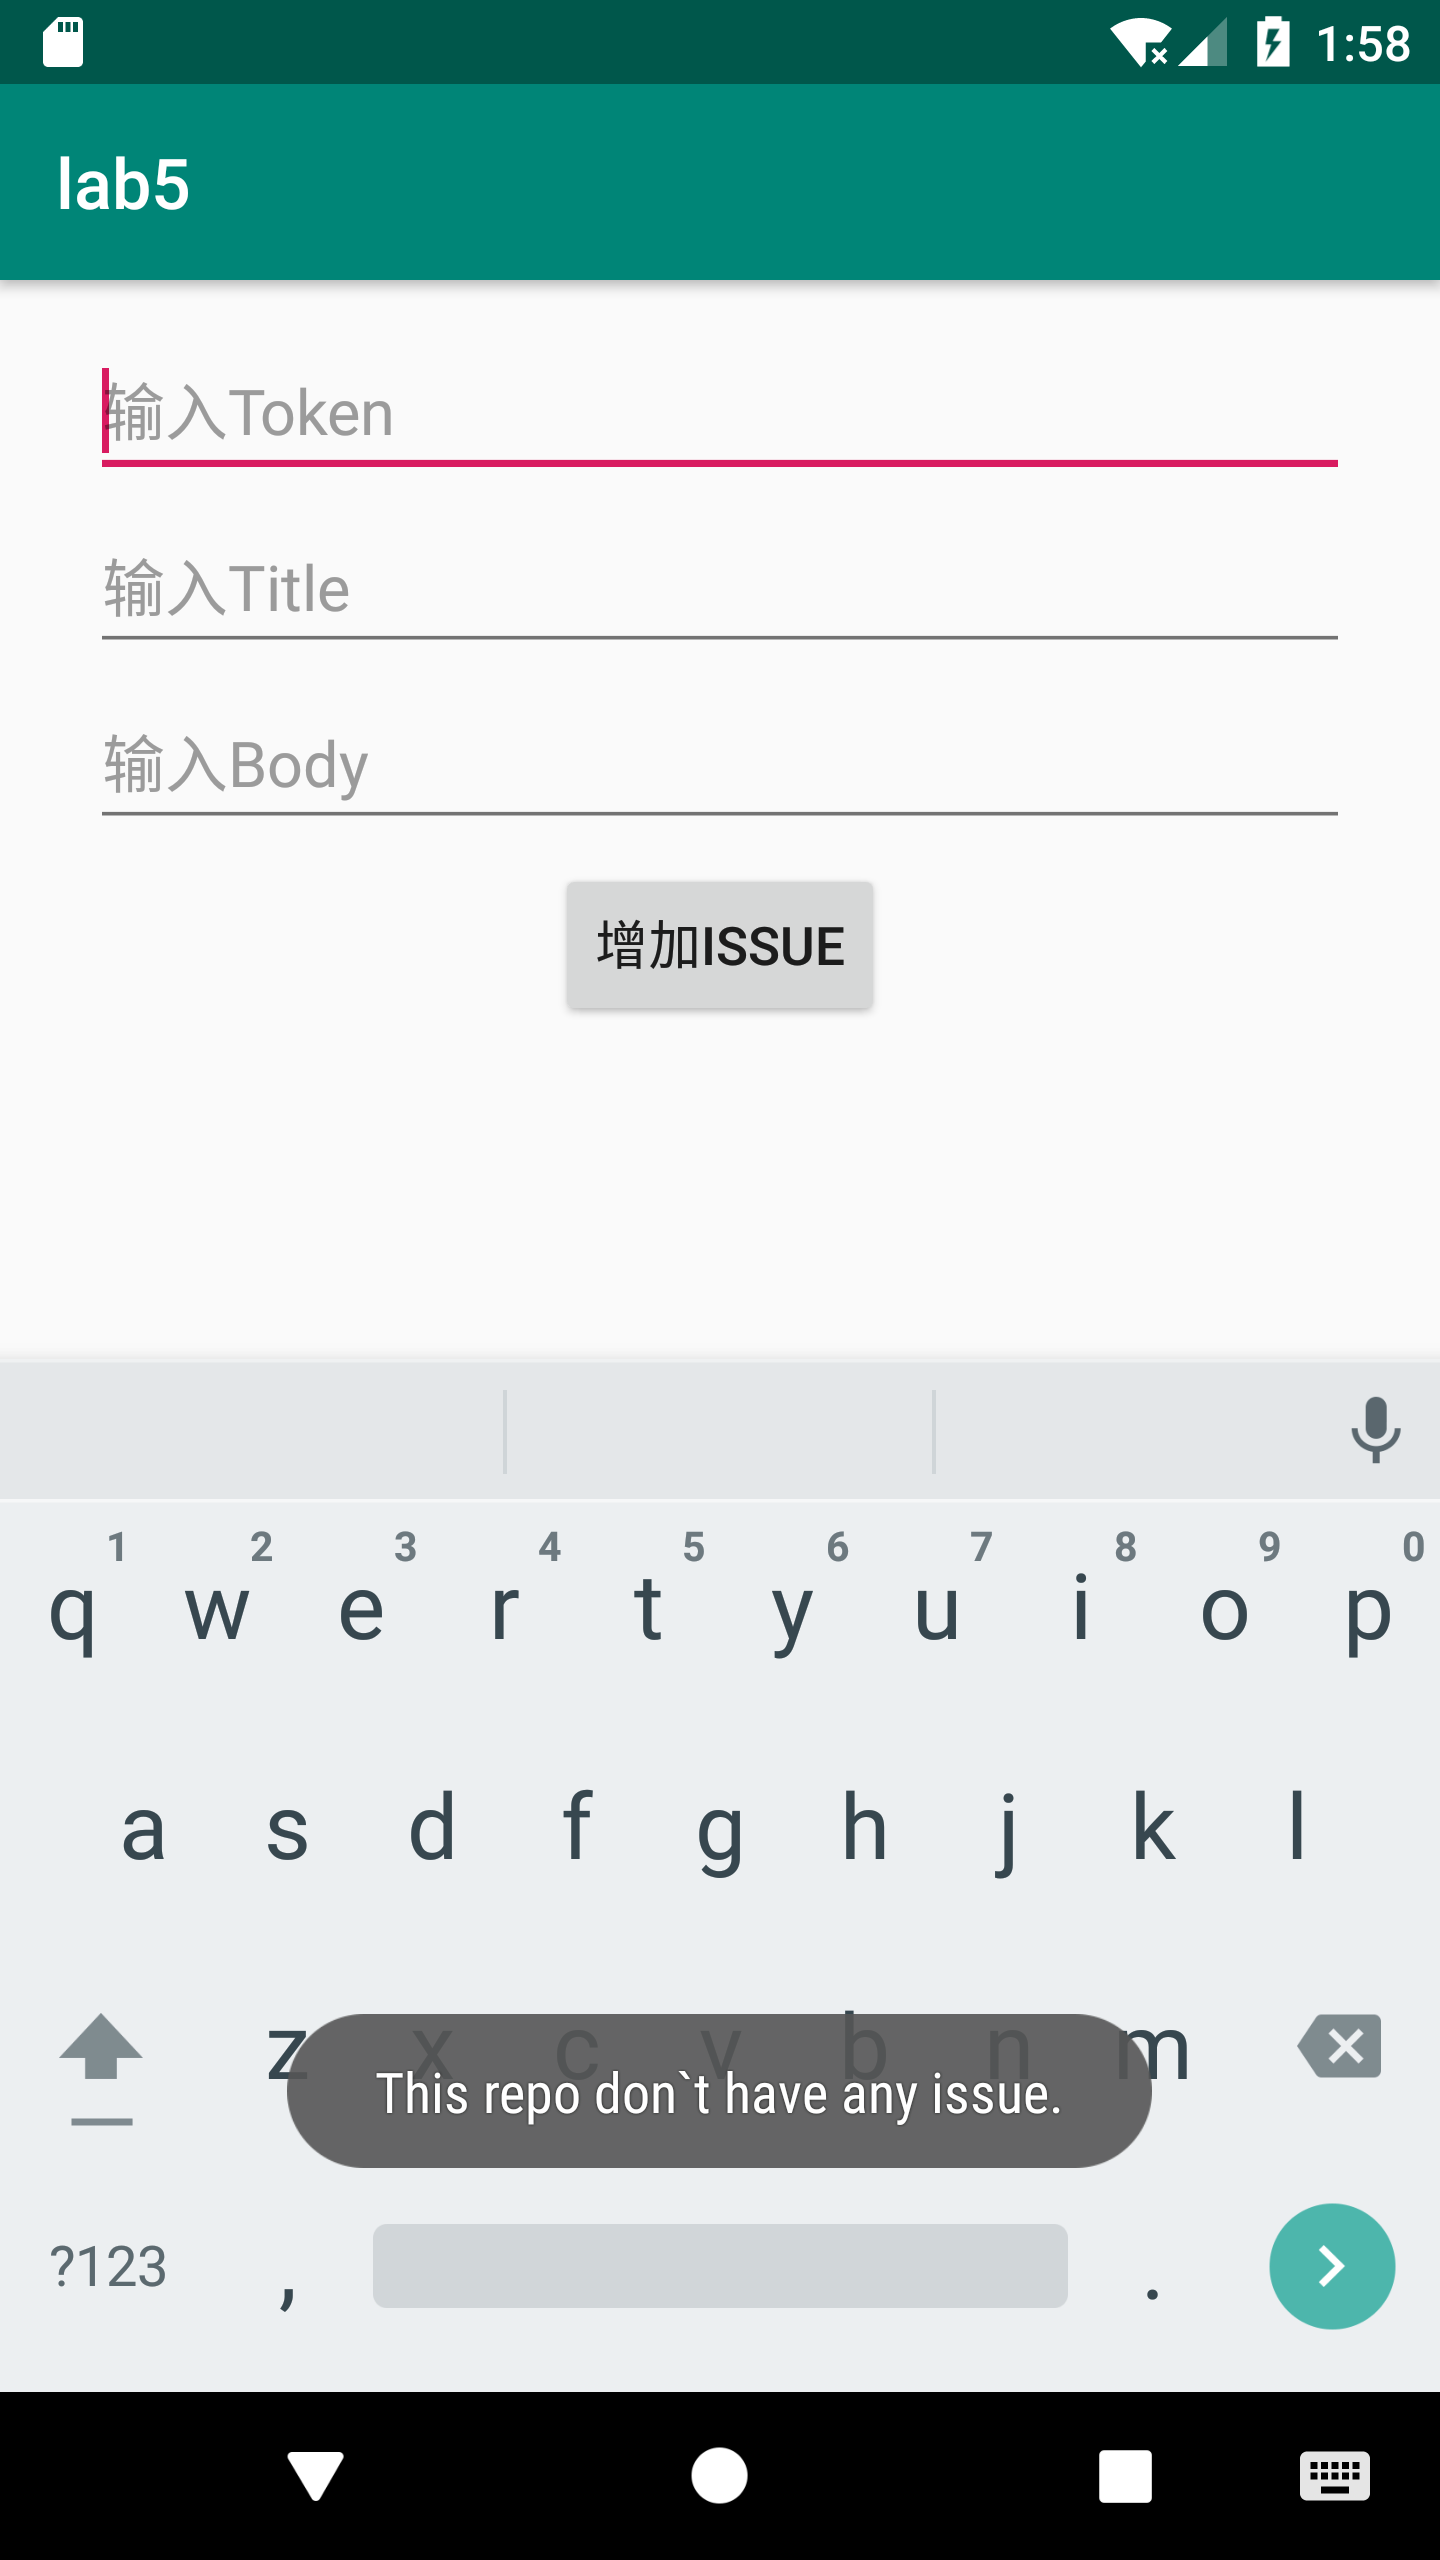 1:58
lab5
输入Token
输入Title
输入Body
增加ISSUE
1 2 3 4 5 6 7 8 9 0
q w e r t y u i o p
a s d f g h j k l
z x c v b n m
This repo don`t have any issue.
?123 , .